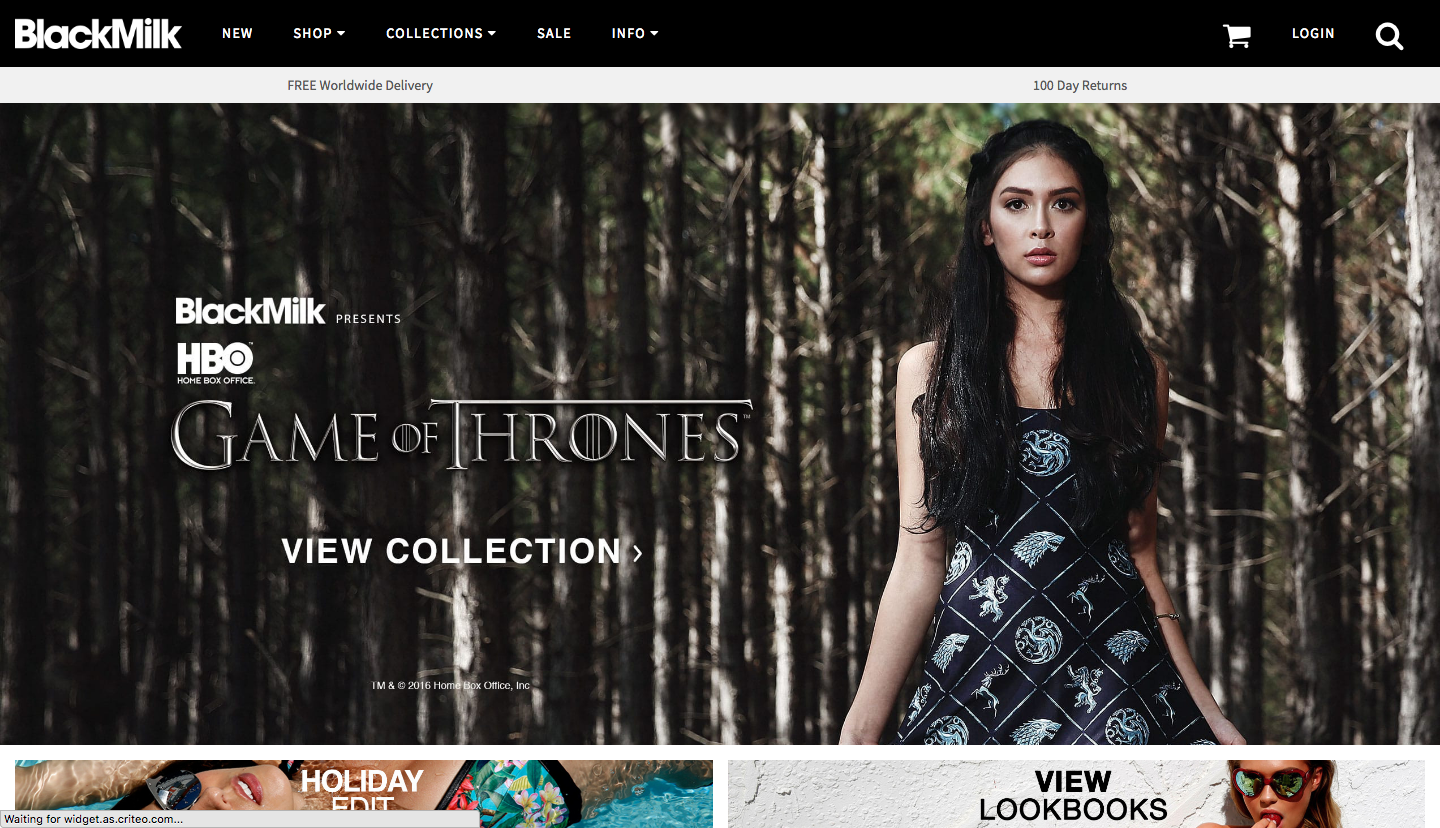 BlackMilk
NEW
SHOP
COLLECTIONS
SALE
INFO
LOGIN
FREE Worldwide Delivery
100 Day Returns
BlackMilk PRESENTS
HBO™
HOME BOX OFFICE.
GAME OF THRONES™
VIEW COLLECTION ›
TM & © 2016 Home Box Office, Inc
HOLIDAY
EDIT
VIEW
LOOKBOOKS
Waiting for widget.as.criteo.com...